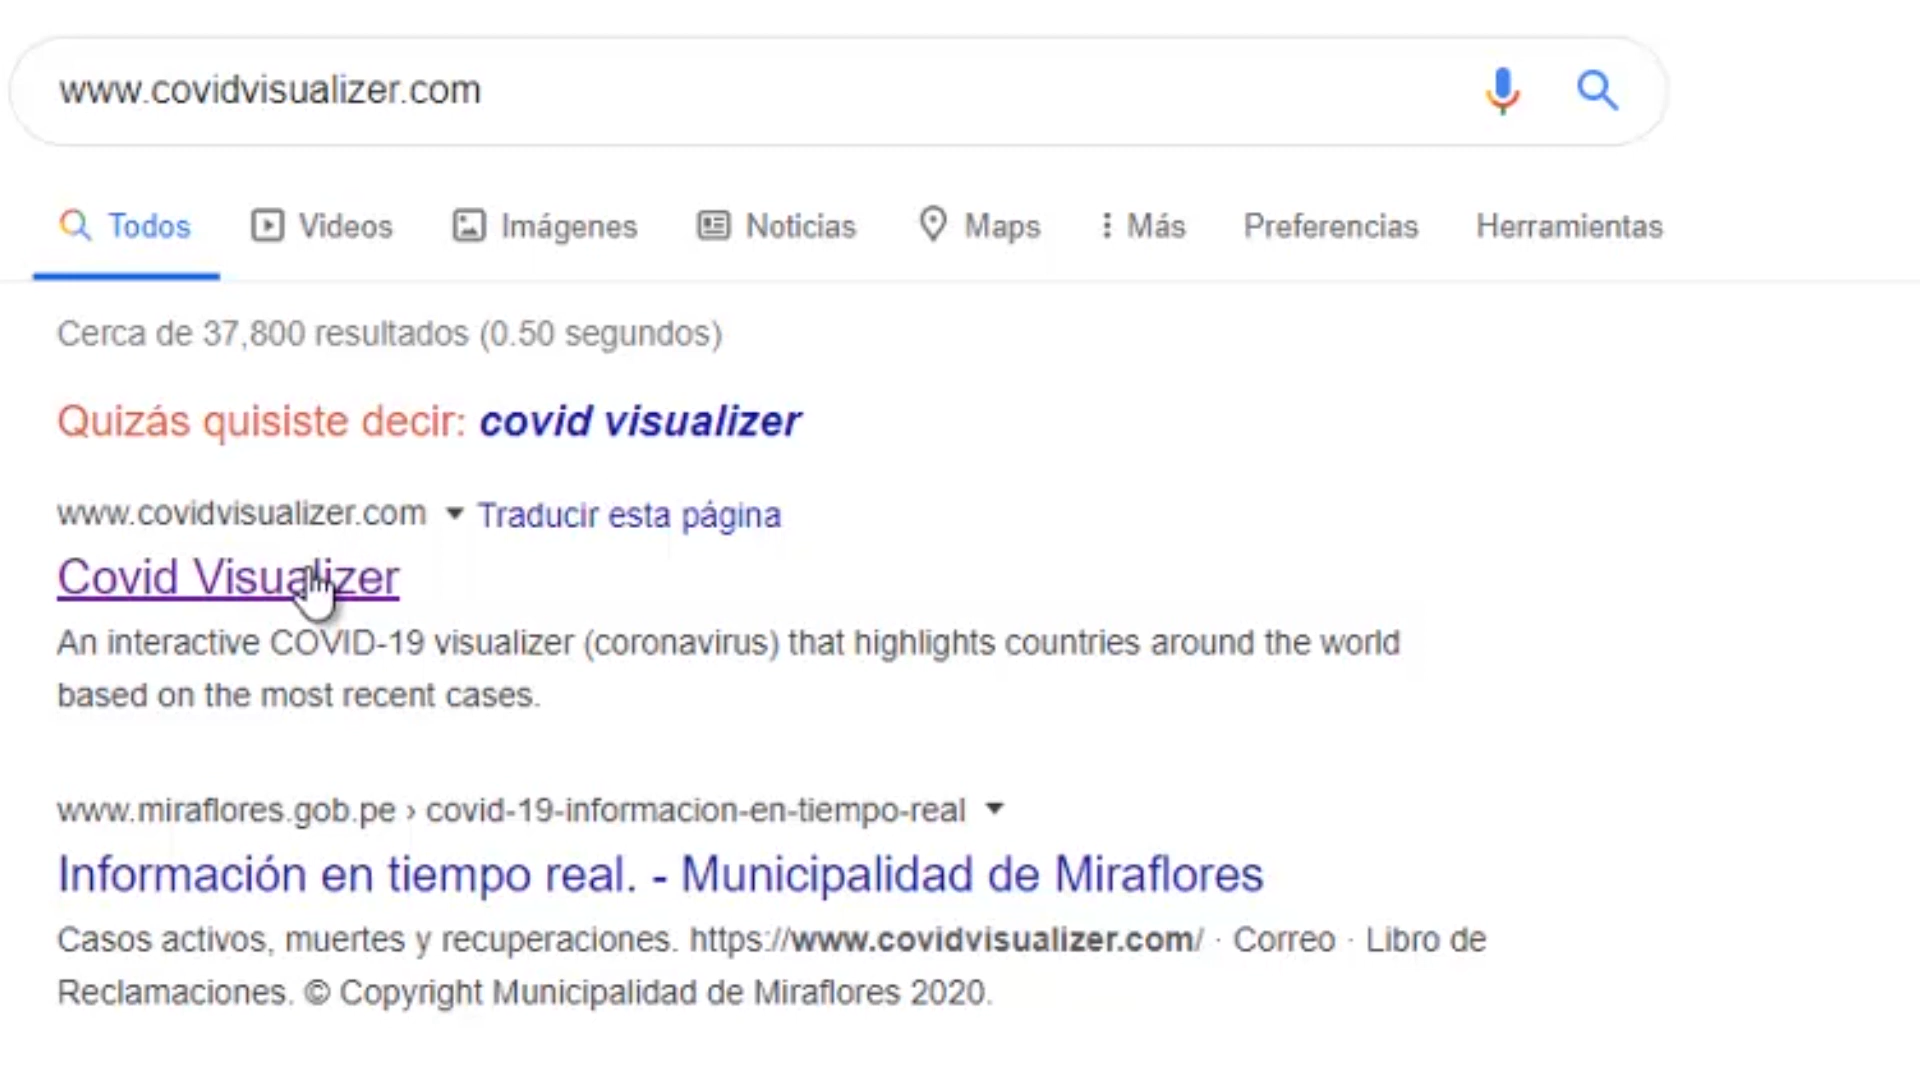 www.covidvisualizer.com
Todos Videos Imágenes Noticias Maps Más Preferencias Herramientas
Cerca de 37,800 resultados (0.50 segundos)
Quizás quisiste decir: covid visualizer
www.covidvisualizer.com Traducir esta página
Covid Visualizer
An interactive COVID-19 visualizer (coronavirus) that highlights countries around the world
based on the most recent cases.
www.miraflores.gob.pe › covid-19-informacion-en-tiempo-real
Información en tiempo real. - Municipalidad de Miraflores
Casos activos, muertes y recuperaciones. https://www.covidvisualizer.com/ · Correo · Libro de
Reclamaciones. © Copyright Municipalidad de Miraflores 2020.